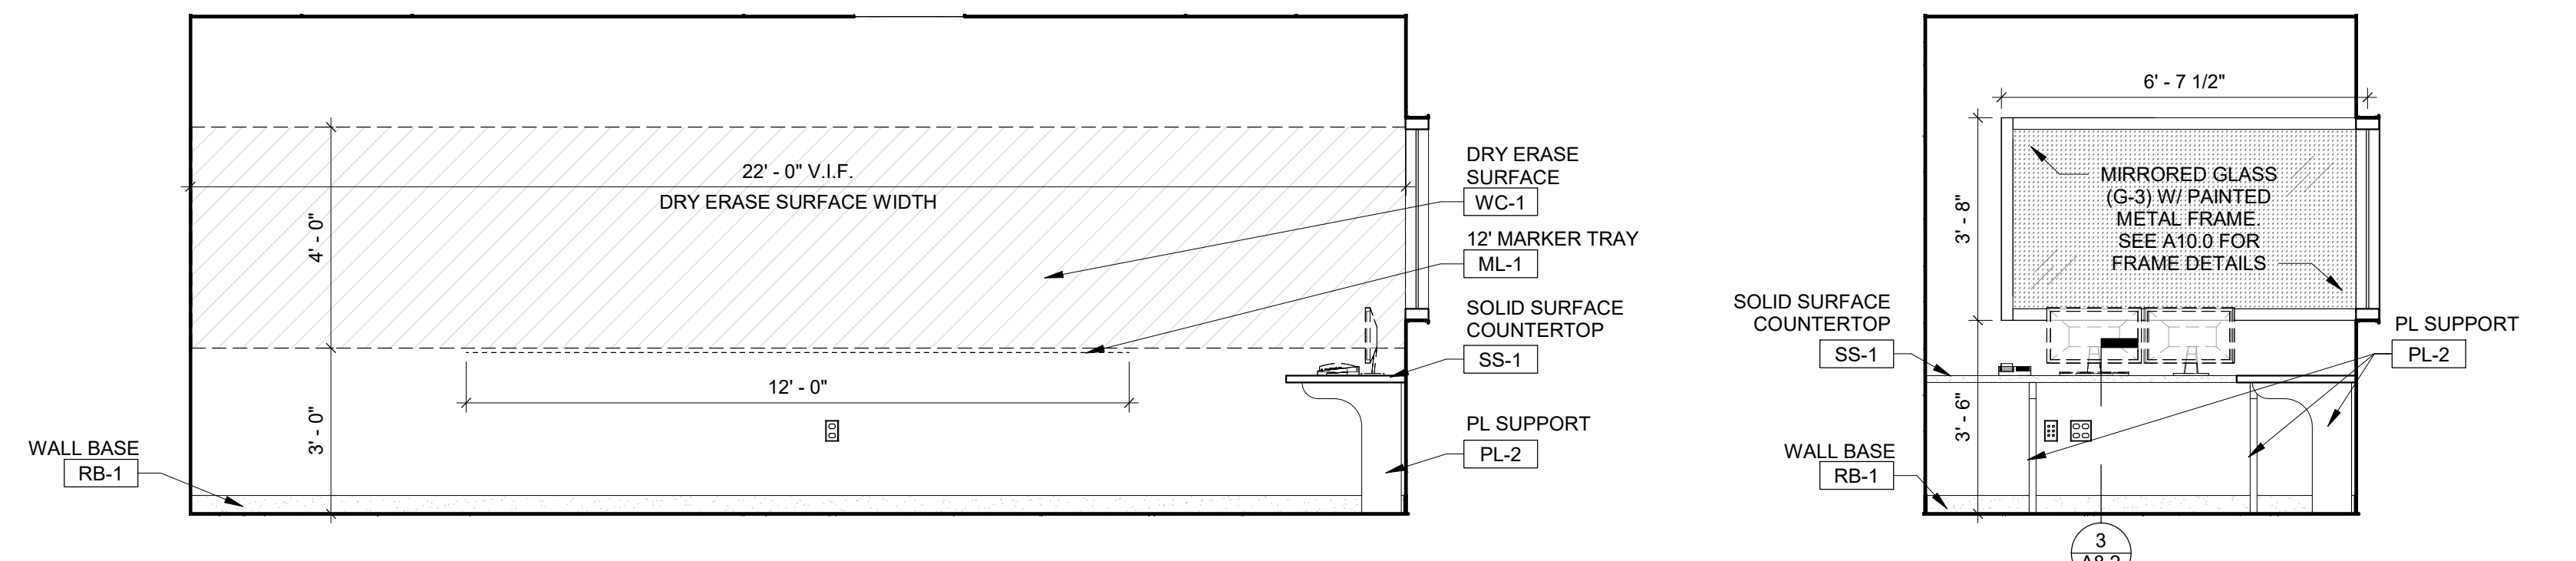 22' - 0" V.I.F.
DRY ERASE SURFACE WIDTH
4' - 0"
3' - 0"
12' - 0"
WALL BASE
RB-1
DRY ERASE
SURFACE
WC-1
12' MARKER TRAY
ML-1
SOLID SURFACE
COUNTERTOP
SS-1
PL SUPPORT
PL-2
6' - 7 1/2"
3' - 8"
MIRRORED GLASS
(G-3) W/ PAINTED
METAL FRAME.
SEE A10.0 FOR
FRAME DETAILS
SOLID SURFACE
COUNTERTOP
SS-1
3' - 6"
WALL BASE
RB-1
PL SUPPORT
PL-2
3